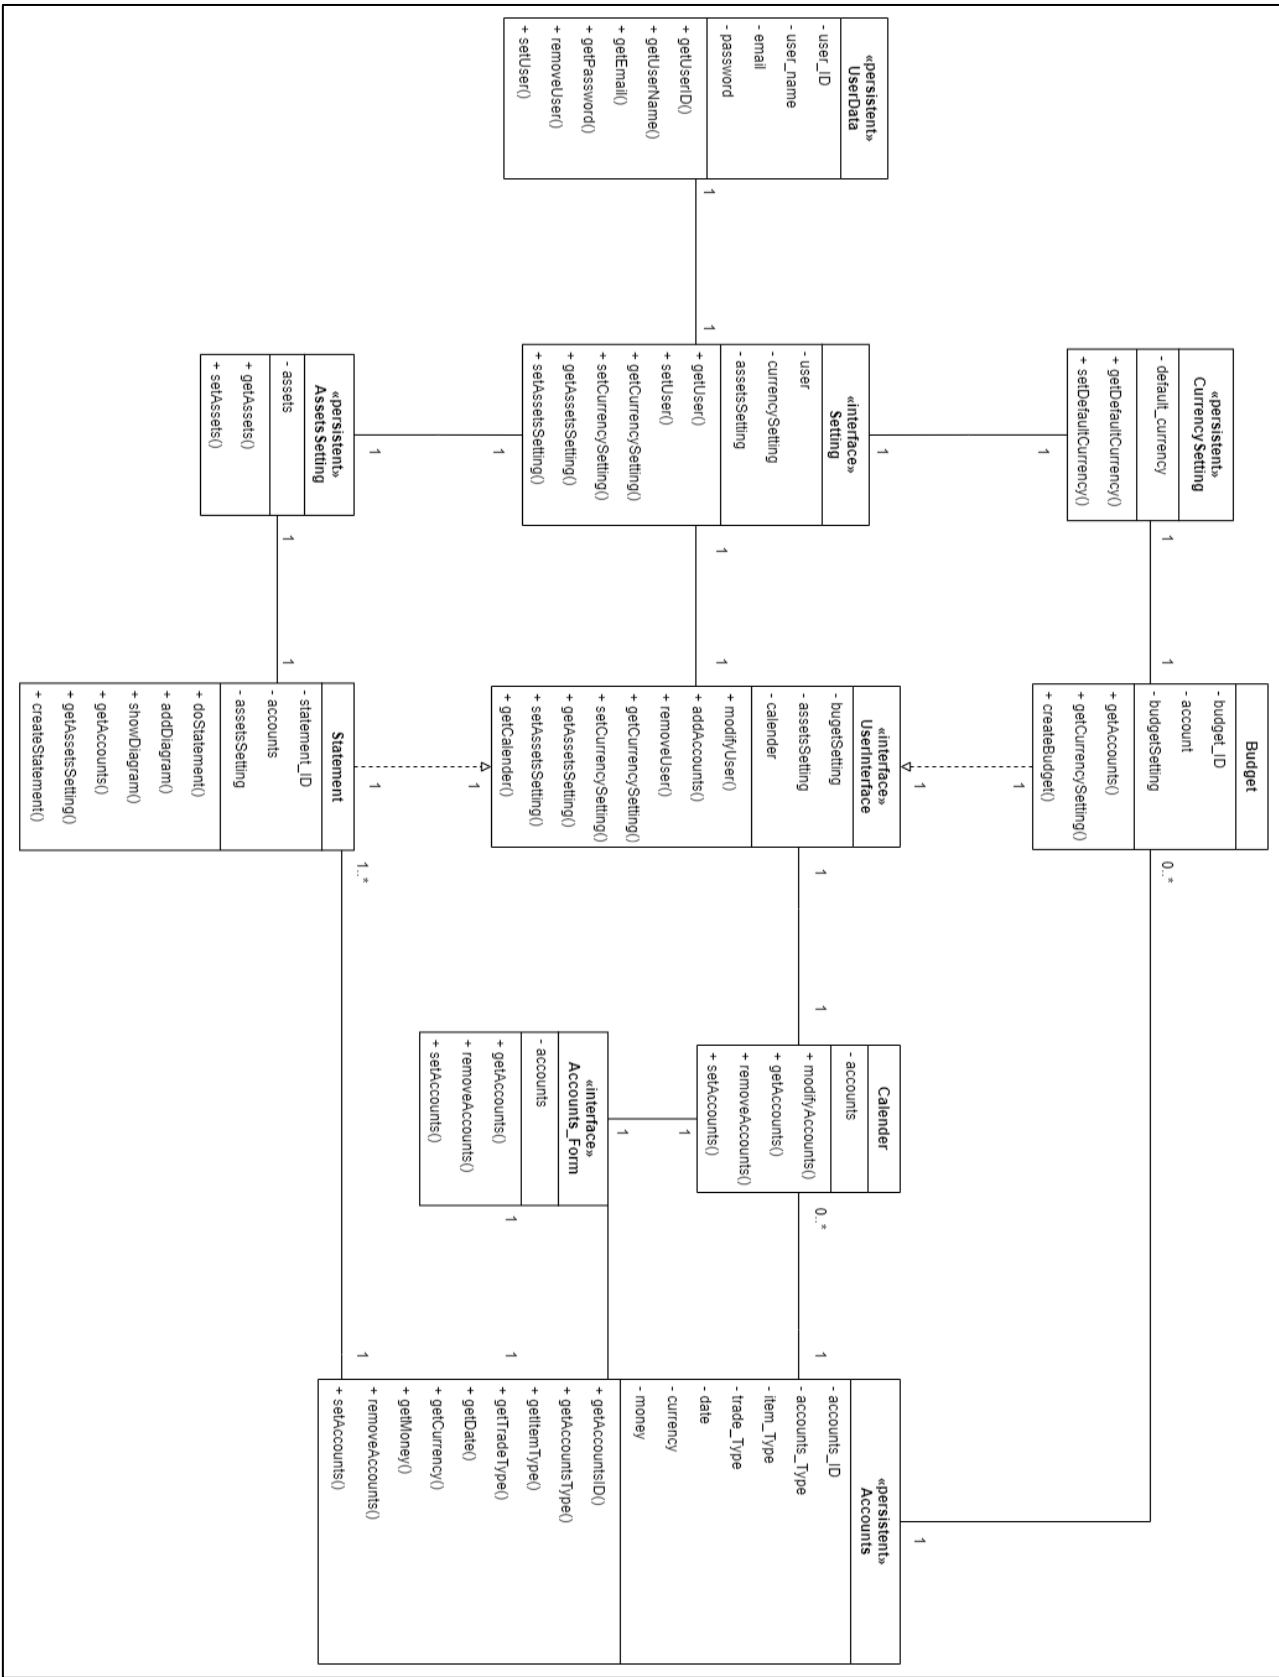 «persistent»
UserData
- user_ID
- user_name
- email
- password
+ getUserID()
+ getUserName()
+ getEmail()
+ getPassword()
+ removeUser()
+ setUser()
1
1
«persistent»
CurrencySetting
- default_currency
+ getDefaultCurrency()
+ setDefaultCurrency()
1
1
1
1
«interface»
Setting
- user
- currencySetting
- assetsSetting
+ getUser()
+ setUser()
+ getCurrencySetting()
+ setCurrencySetting()
+ getAssetsSetting()
+ setAssetsSetting()
1
1
1
1
«persistent»
AssetsSetting
- assets
+ getAssets()
+ setAssets()
1
1
Budget
- budget_ID
- account
- budgetSetting
+ getAccounts()
+ getCurrencySetting()
+ createBudget()
0..*
1
1
«interface»
UserInterface
- bugetSetting
- assetsSetting
- calender
+ modifyUser()
+ addAccounts()
+ removeUser()
+ getCurrencySetting()
+ setCurrencySetting()
+ getAssetsSetting()
+ setAssetsSetting()
+ getCalender()
1
1
1
1
Statement
- statement_ID
- accounts
- assetsSetting
+ doStatement()
+ addDiagram()
+ showDiagram()
+ getAccounts()
+ getAssetsSetting()
+ createStatement()
1..*
Calender
- accounts
+ modifyAccounts()
+ getAccounts()
+ removeAccounts()
+ setAccounts()
0..*
1
1
1
«interface»
Accounts_Form
- accounts
+ getAccounts()
+ removeAccounts()
+ setAccounts()
1
1
1
1
«persistent»
Accounts
- accounts_ID
- accounts_Type
- item_Type
- trade_Type
- date
- currency
- money
+ getAccountsID()
+ getAccountsType()
+ getItemType()
+ getTradeType()
+ getDate()
+ getCurrency()
+ getMoney()
+ removeAccounts()
+ setAccounts()